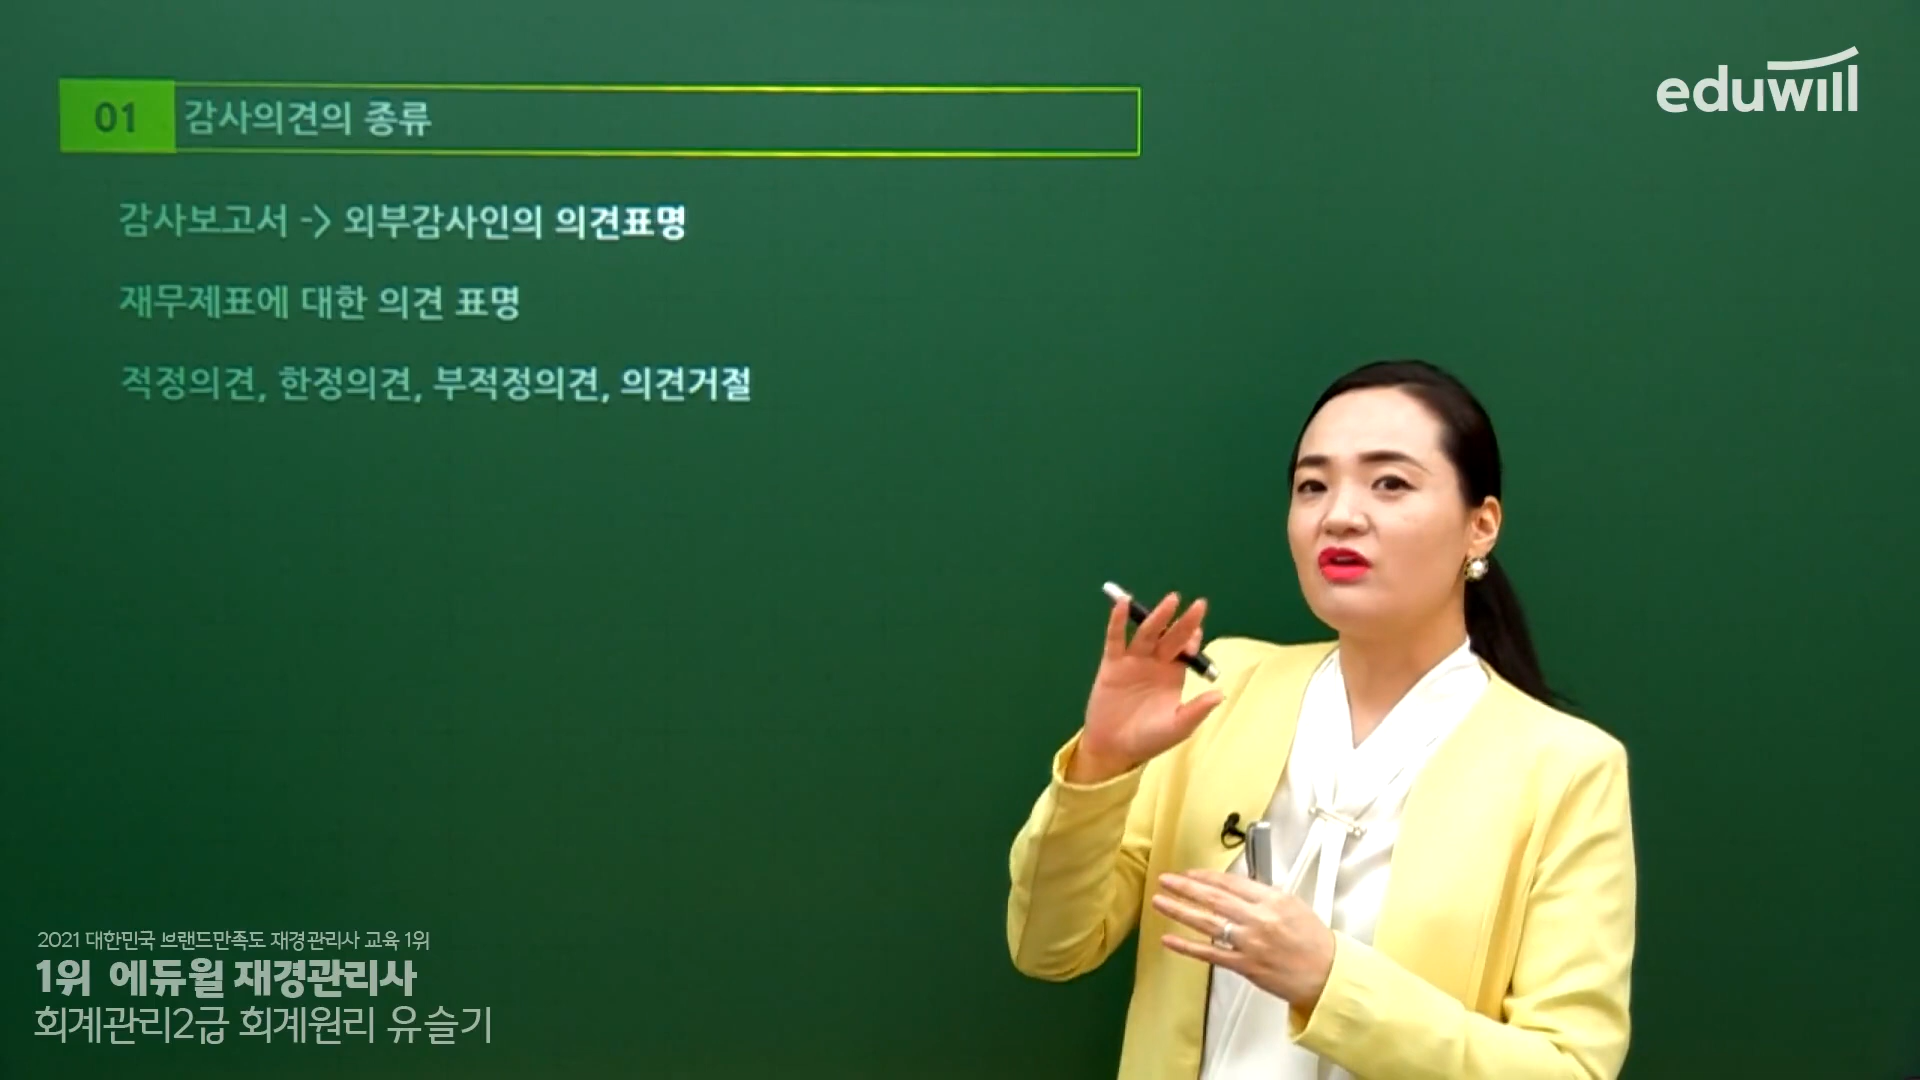 eduwill
01 감사의견의 종류
감사보고서 -> 외부감사인의 의견표명
재무제표에 대한 의견 표명
적정의견, 한정의견, 부적정의견, 의견거절
2021 대한민국 브랜드만족도 재경관리사 교육 1위
1위 에듀윌 재경관리사
회계관리2급 회계원리 유슬기